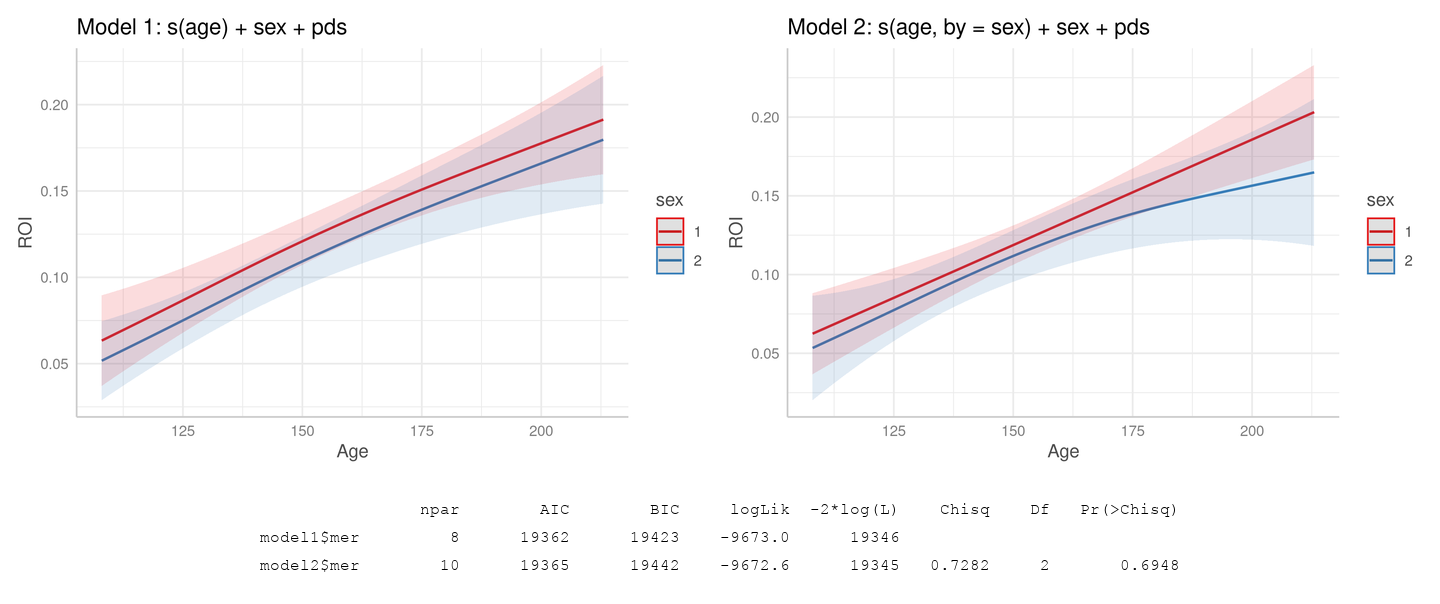 Model 1: s(age) + sex + pds
0.20
0.15
0.10
0.05
ROI
125 150 175 200
Age
sex
1
2
Model 2: s(age, by = sex) + sex + pds
0.20
0.15
0.10
0.05
ROI
125 150 175 200
Age
sex
1
2
npar AIC BIC logLik -2*log(L) Chisq Df Pr(>Chisq)
model1$mer 8 19362 19423 -9673.0 19346
model2$mer 10 19365 19442 -9672.6 19345 0.7282 2 0.6948